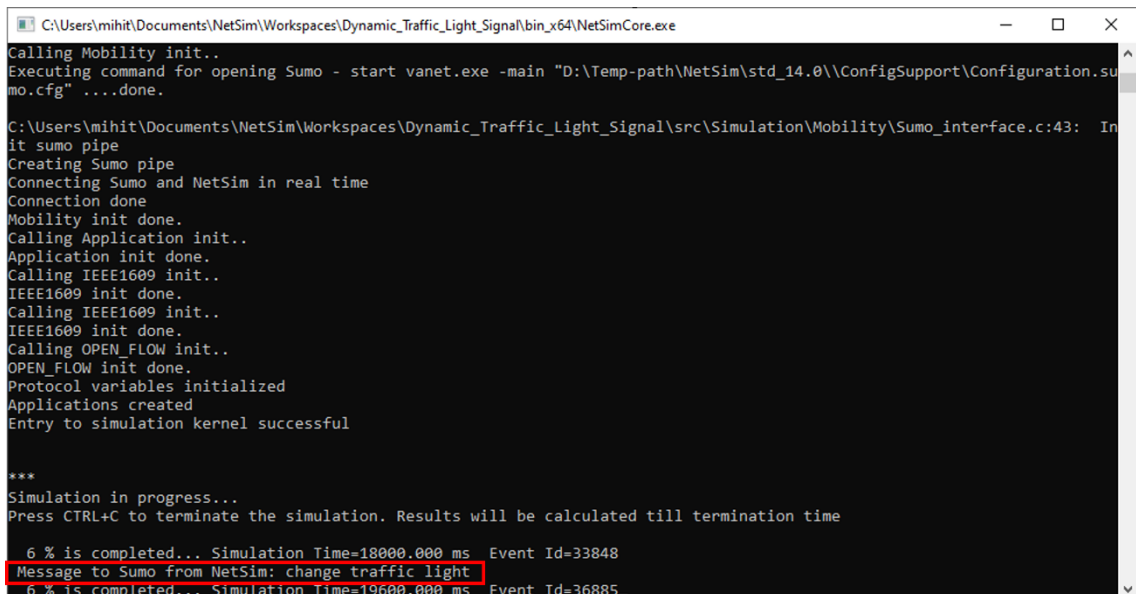 C:\Users\mihit\Documents\NetSim\Workspaces\Dynamic_Traffic_Light_Signal\bin_x64\NetSimCore.exe
Calling Mobility init..
Executing command for opening Sumo - start vanet.exe -main "D:\Temp-path\NetSim\std_14.0\\ConfigSupport\Configuration.su
mo.cfg" ....done.
C:\Users\mihit\Documents\NetSim\Workspaces\Dynamic_Traffic_Light_Signal\src\Simulation\Mobility\Sumo_interface.c:43:  In
it sumo pipe
Creating Sumo pipe
Connecting Sumo and NetSim in real time
Connection done
Mobility init done.
Calling Application init..
Application init done.
Calling IEEE1609 init..
IEEE1609 init done.
Calling IEEE1609 init..
IEEE1609 init done.
Calling OPEN_FLOW init..
OPEN_FLOW init done.
Protocol variables initialized
Applications created
Entry to simulation kernel successful
***
Simulation in progress...
Press CTRL+C to terminate the simulation. Results will be calculated till termination time
6 % is completed... Simulation Time=18000.000 ms  Event Id=33848
Message to Sumo from NetSim: change traffic light
6 % is completed... Simulation Time=19600.000 ms  Event Id=36885